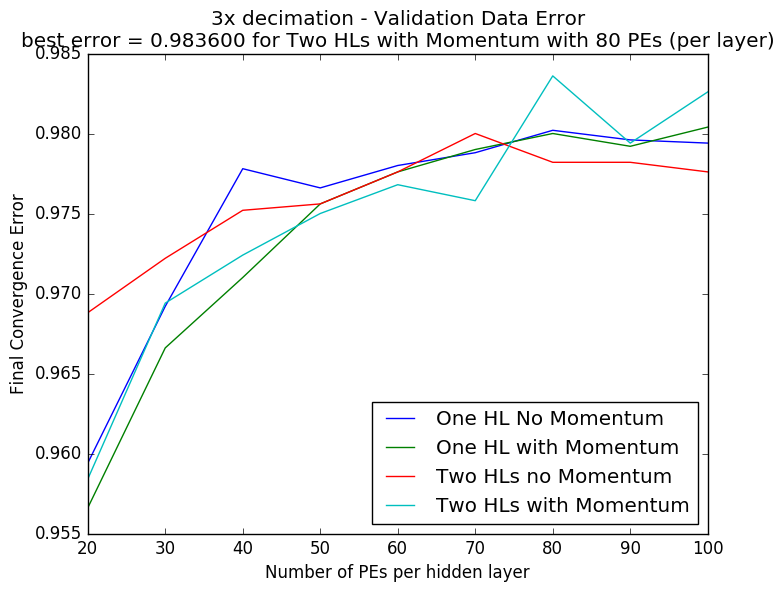 3x decimation - Validation Data Error
best error = 0.983600 for Two HLs with Momentum with 80 PEs (per layer)
Final Convergence Error
0.985
0.980
0.975
0.970
0.965
0.960
0.955
One HL No Momentum
One HL with Momentum
Two HLs no Momentum
Two HLs with Momentum
20 30 40 50 60 70 80 90 100
Number of PEs per hidden layer